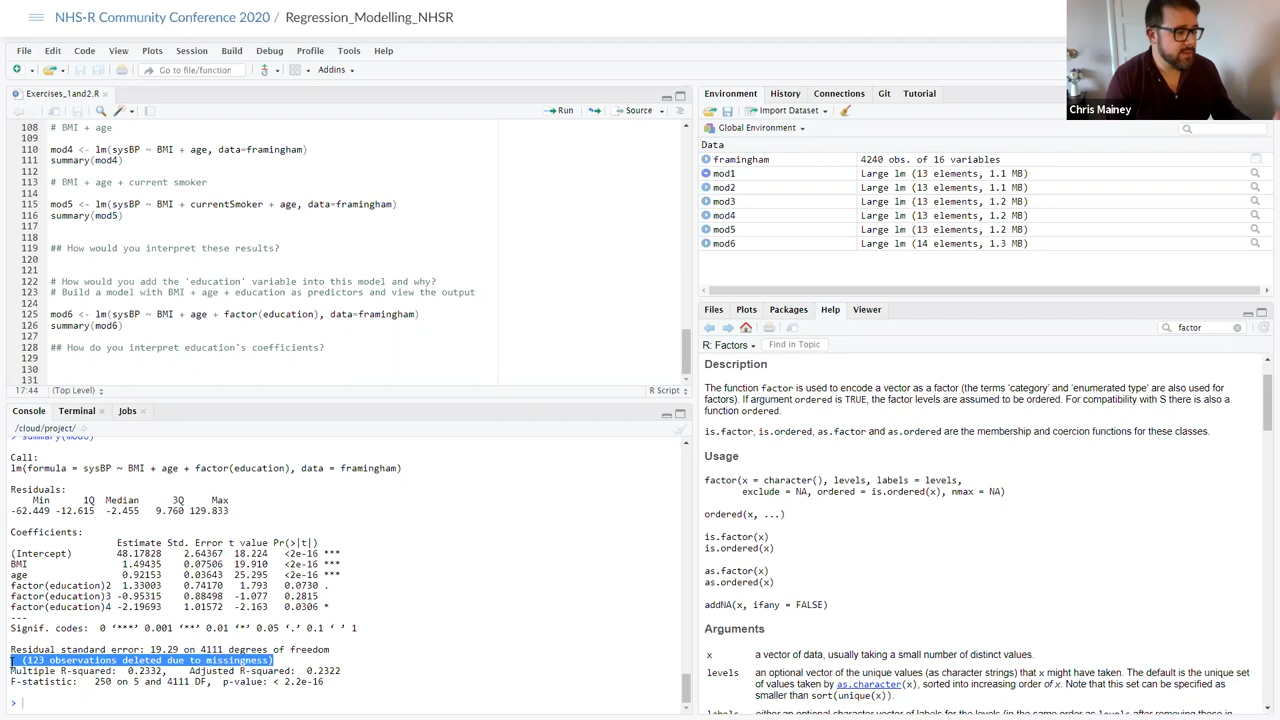 NHS-R Community Conference 2020 / Regression_Modelling_NHSR
File Edit Code View Plots Session Build Debug Profile Tools Help
Go to file/function Addins
Exercises_1and2.R
Run Source
108 # BMI + age
109
110 mod4 <- lm(sysBP ~ BMI + age, data=framingham)
111 summary(mod4)
112
113 # BMI + age + current smoker
114
115 mod5 <- lm(sysBP ~ BMI + currentSmoker + age, data=framingham)
116 summary(mod5)
117
118
119 ## How would you interpret these results?
120
121
122 # How would you add the 'education' variable into this model and why?
123 # Build a model with BMI + age + education as predictors and view the output
124
125 mod6 <- lm(sysBP ~ BMI + age + factor(education), data=framingham)
126 summary(mod6)
127
128 ## How do you interpret education's coefficients?
129
130
131
17:44 (Top Level) R Script
Console Terminal Jobs
/cloud/project/
> summary(mod6)
Call:
lm(formula = sysBP ~ BMI + age + factor(education), data = framingham)
Residuals:
Min 1Q Median 3Q Max
-62.449 -12.615 -2.455 9.760 129.833
Coefficients:
Estimate Std. Error t value Pr(>|t|)
(Intercept) 48.17828 2.64367 18.224 <2e-16 ***
BMI 1.49435 0.07506 19.910 <2e-16 ***
age 0.92153 0.03643 25.295 <2e-16 ***
factor(education)2 1.33003 0.74170 1.793 0.0730 .
factor(education)3 -0.95315 0.88498 -1.077 0.2815
factor(education)4 -2.19693 1.01572 -2.163 0.0306 *
---
Signif. codes: 0 ‘***’ 0.001 ‘**’ 0.01 ‘*’ 0.05 ‘.’ 0.1 ‘ ’ 1
Residual standard error: 19.29 on 4111 degrees of freedom
(123 observations deleted due to missingness)
Multiple R-squared: 0.2332, Adjusted R-squared: 0.2322
F-statistic: 250 on 5 and 4111 DF, p-value: < 2.2e-16
>
Chris Mainey
Environment History Connections Git Tutorial
Import Dataset
Global Environment
Data
framingham 4240 obs. of 16 variables
mod1 Large lm (13 elements, 1.1 MB)
mod2 Large lm (13 elements, 1.1 MB)
mod3 Large lm (13 elements, 1.2 MB)
mod4 Large lm (13 elements, 1.2 MB)
mod5 Large lm (13 elements, 1.2 MB)
mod6 Large lm (14 elements, 1.3 MB)
Files Plots Packages Help Viewer
factor
R: Factors Find in Topic
Description
The function factor is used to encode a vector as a factor (the terms ‘category’ and ‘enumerated type’ are also used for
factors). If argument ordered is TRUE, the factor levels are assumed to be ordered. For compatibility with S there is also a
function ordered.
is.factor, is.ordered, as.factor and as.ordered are the membership and coercion functions for these classes.
Usage
factor(x = character(), levels, labels = levels,
exclude = NA, ordered = is.ordered(x), nmax = NA)
ordered(x, ...)
is.factor(x)
is.ordered(x)
as.factor(x)
as.ordered(x)
addNA(x, ifany = FALSE)
Arguments
x a vector of data, usually taking a small number of distinct values.
levels an optional vector of the unique values (as character strings) that x might have taken. The default is the unique set
of values taken by as.character(x), sorted into increasing order of x. Note that this set can be specified as
smaller than sort(unique(x)).
labels either an optional character vector of labels for the levels (in the same order as levels after removing those in